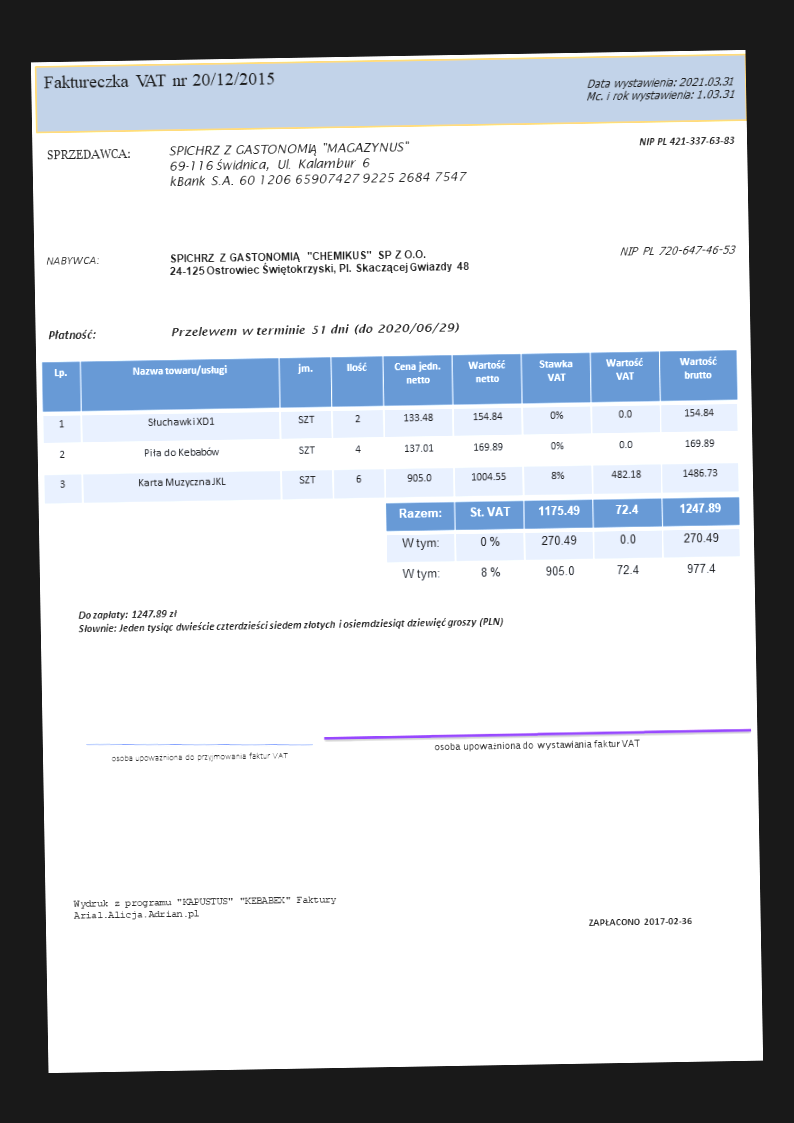 Faktureczka VAT nr 20/12/2015
Data wystawienia: 2021.03.31
Mc. i rok wystawienia: 1.03.31
SPRZEDAWCA:
SPICHRZ Z GASTONOMIĄ "MAGAZYNUS"
NIP PL 421-337-63-83
69-116 Świdnica, Ul. Kalambur 6
kBank S.A. 60 1206 65907427 9225 2684 7547
NABYWCA:
SPICHRZ Z GASTONOMIĄ "CHEMIKUS" SP Z O.O.
NIP PL 720-647-46-53
24-125 Ostrowiec Świętokrzyski, Pl. Skaczącej Gwiazdy 48
Płatność:
Przelewem w terminie 51 dni (do 2020/06/29)
Lp. Nazwa towaru/usługi jm. Ilość Cena jedn. netto Wartość netto Stawka VAT Wartość VAT Wartość brutto
1 Słuchawki XD1 SZT 2 133.48 154.84 0% 0.0 154.84
2 Piła do Kebabów SZT 4 137.01 169.89 0% 0.0 169.89
3 Karta Muzyczna JKL SZT 6 905.0 1004.55 8% 482.18 1486.73
Razem: St. VAT 1175.49 72.4 1247.89
W tym: 0 % 270.49 0.0 270.49
W tym: 8 % 905.0 72.4 977.4
Do zapłaty: 1247.89 zł
Słownie: Jeden tysiąc dwieście czterdzieści siedem złotych i osiemdziesiąt dziewięć groszy (PLN)
osoba upoważniona do przyjmowania faktur VAT
osoba upoważniona do wystawiania faktur VAT
Wydruk z programu "KAPUSTUS" "KEBABEX" Faktury
Arial.Alicja.Adrian.pl
ZAPŁACONO 2017-02-36